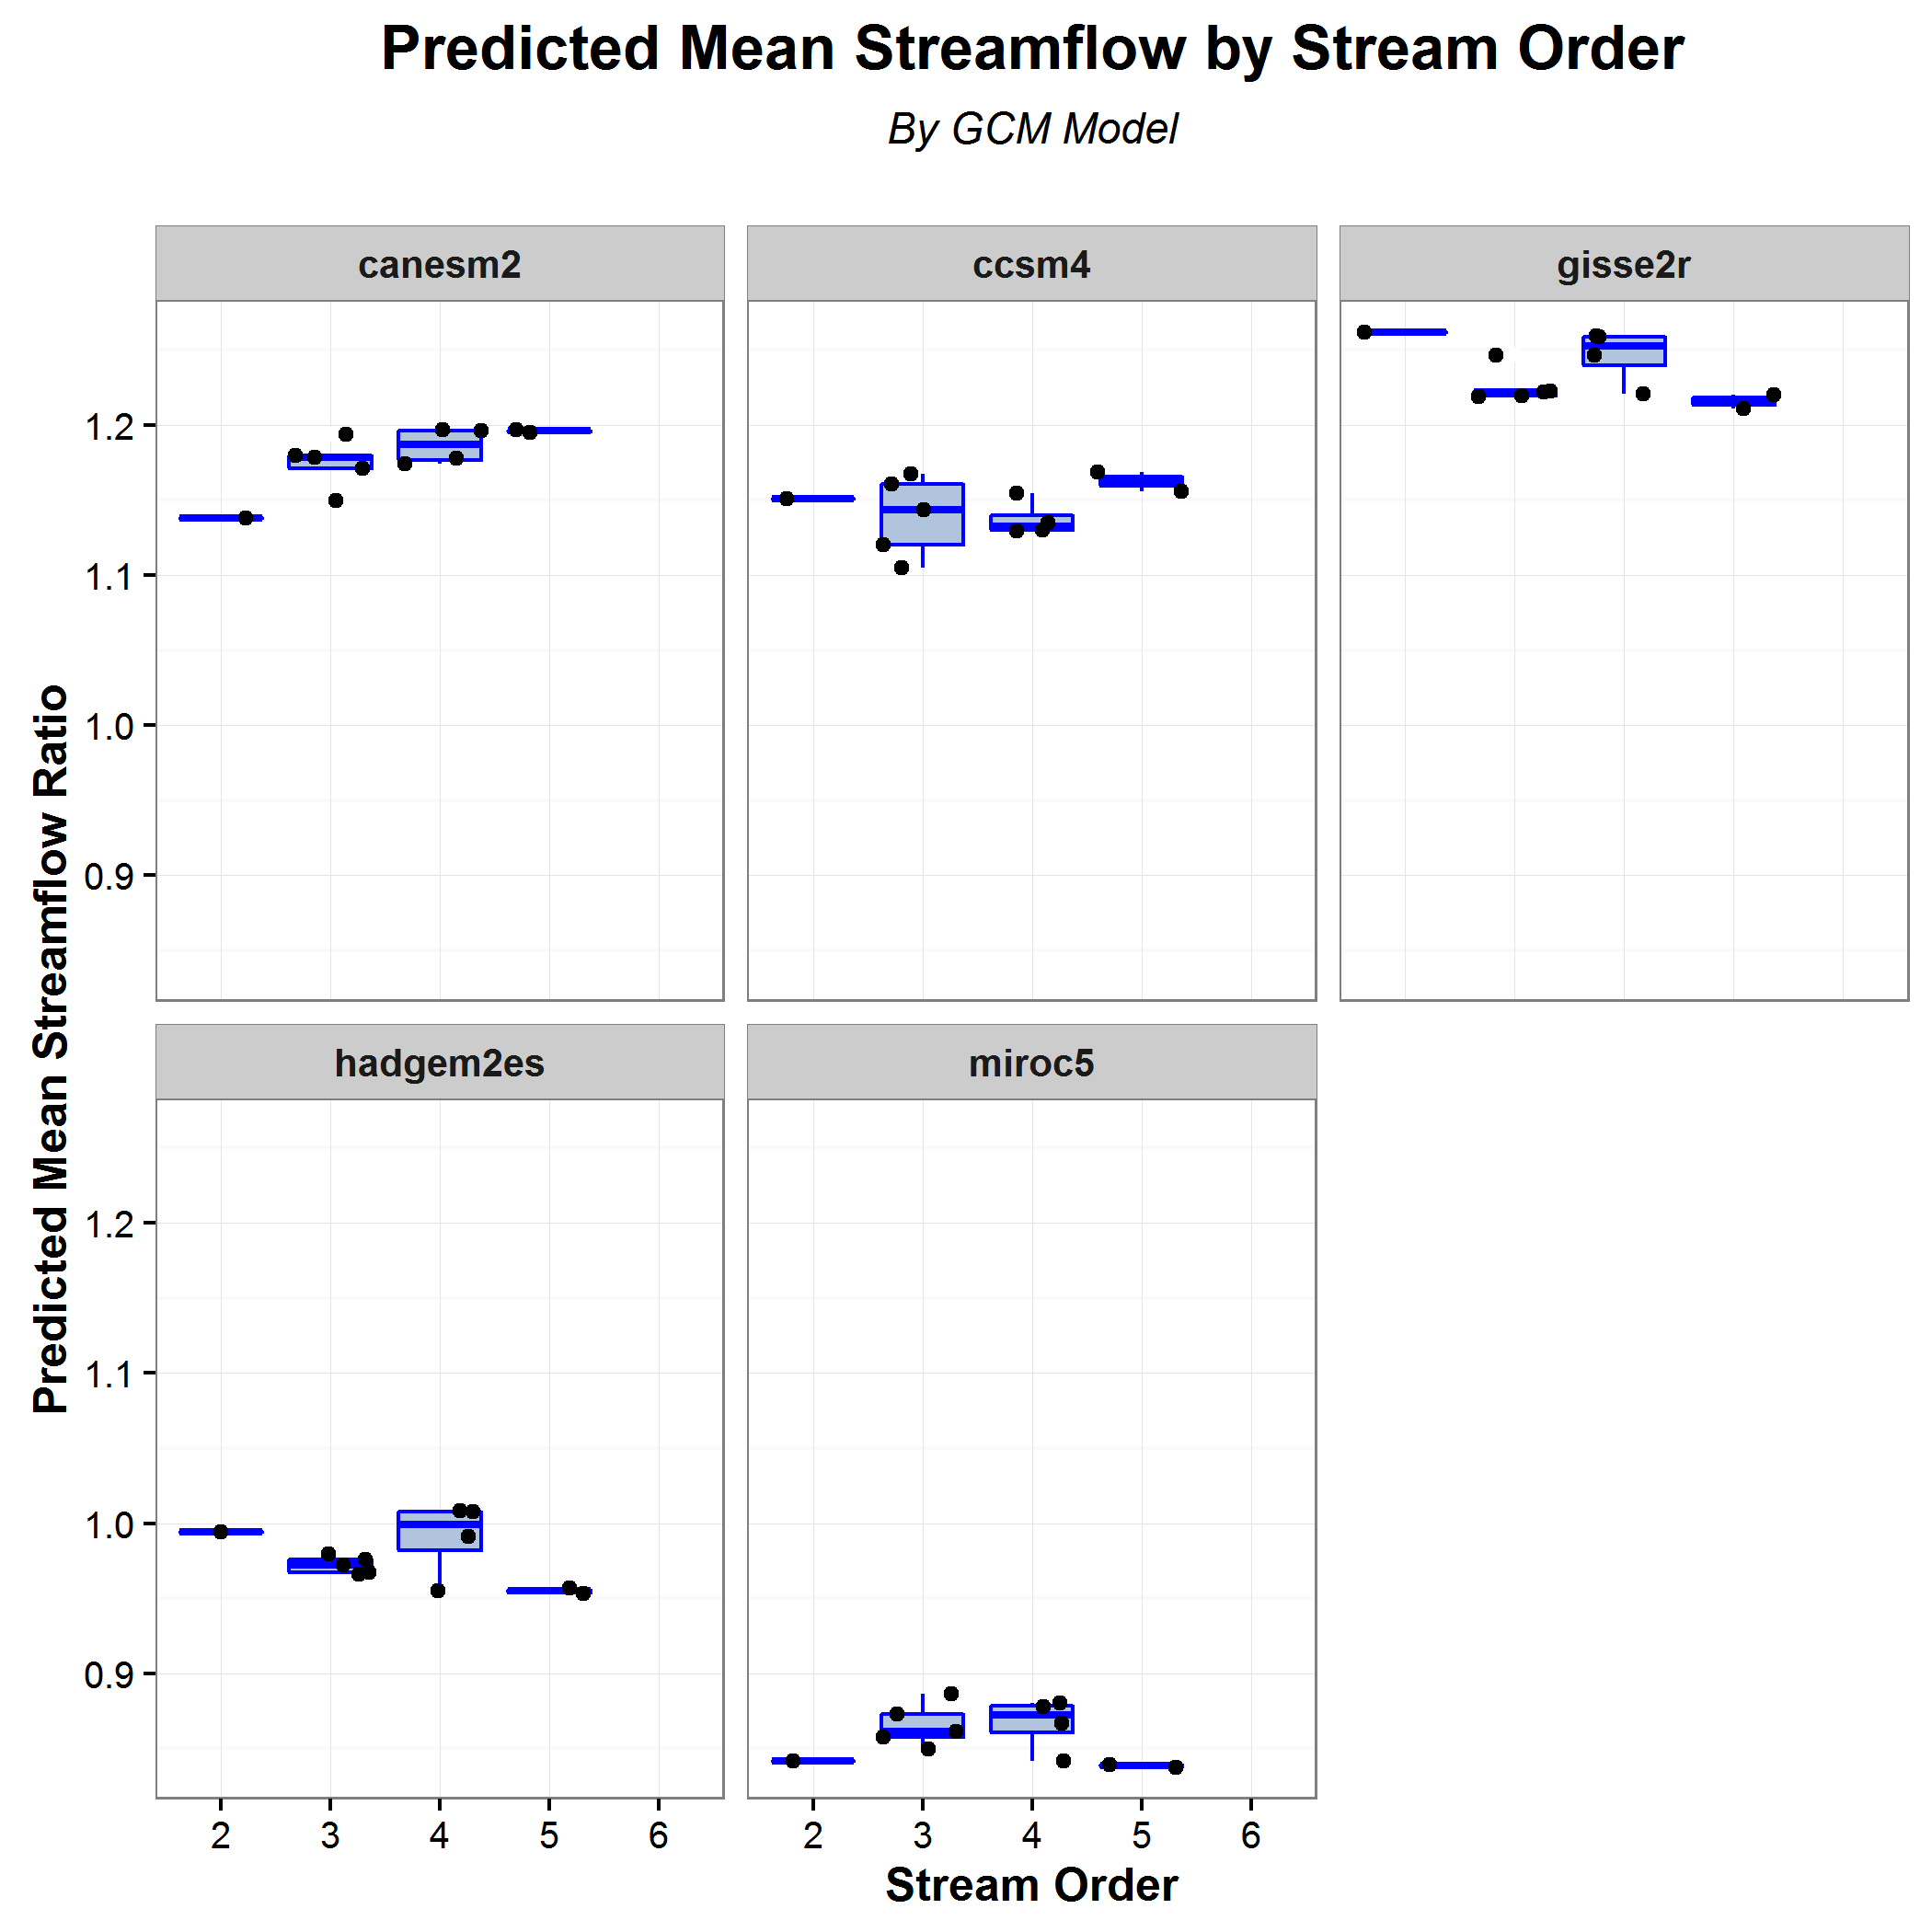 Predicted Mean Streamflow by Stream Order
By GCM Model
canesm2
ccsm4
gisse2r
Predicted Mean Streamflow Ratio
1.2
1.1
1.0
0.9
hadgem2es
miroc5
1.2
1.1
1.0
0.9
2 3 4 5 6
2 3 4 5 6
Stream Order